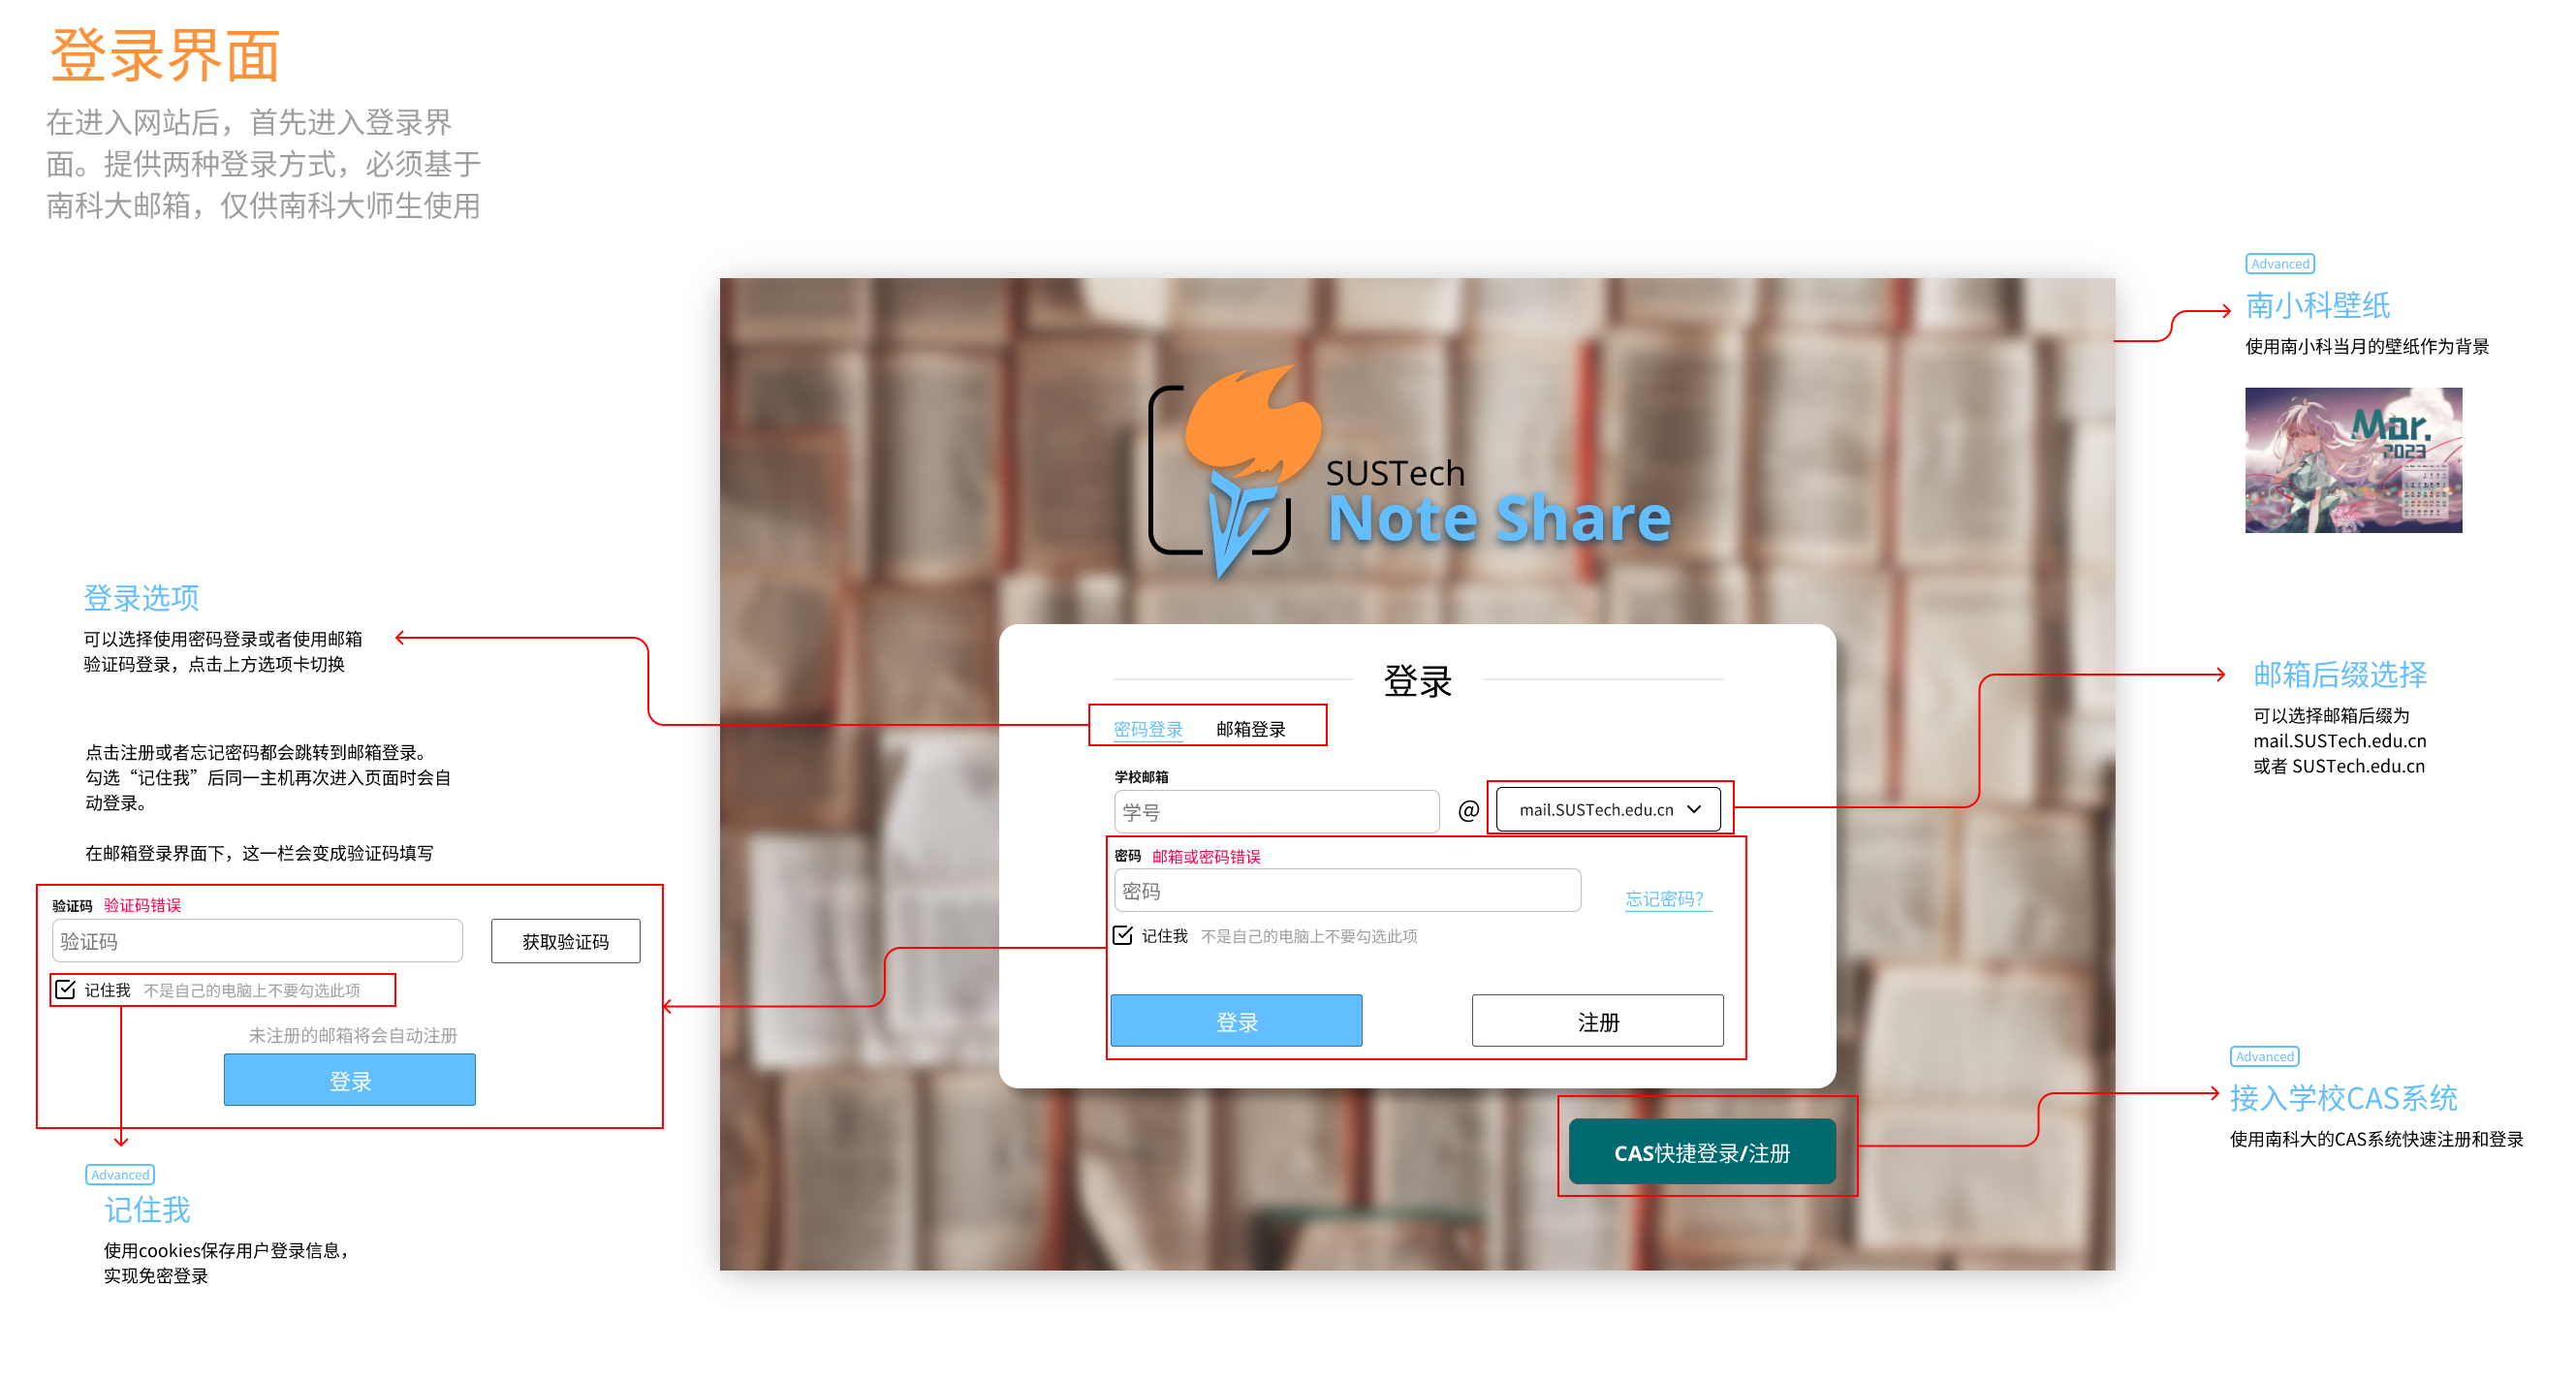 登录界面
在进入网站后，首先进入登录界
面。提供两种登录方式，必须基于
南科大邮箱，仅供南科大师生使用
Advanced
南小科壁纸
使用南小科当月的壁纸作为背景
Mar.
2023
SUSTech
Note Share
登录选项
可以选择使用密码登录或者使用邮箱
验证码登录，点击上方选项卡切换
点击注册或者忘记密码都会跳转到邮箱登录。
勾选“记住我”后同一主机再次进入页面时会自
动登录。
在邮箱登录界面下，这一栏会变成验证码填写
验证码 验证码错误
验证码 获取验证码
记住我 不是自己的电脑上不要勾选此项
未注册的邮箱将会自动注册
登录
Advanced
记住我
使用cookies保存用户登录信息，
实现免密登录
登录
密码登录 邮箱登录
学校邮箱
学号 @ mail.SUSTech.edu.cn
密码 邮箱或密码错误
密码 忘记密码？
记住我 不是自己的电脑上不要勾选此项
登录 注册
CAS快捷登录/注册
邮箱后缀选择
可以选择邮箱后缀为
mail.SUSTech.edu.cn
或者 SUSTech.edu.cn
Advanced
接入学校CAS系统
使用南科大的CAS系统快速注册和登录